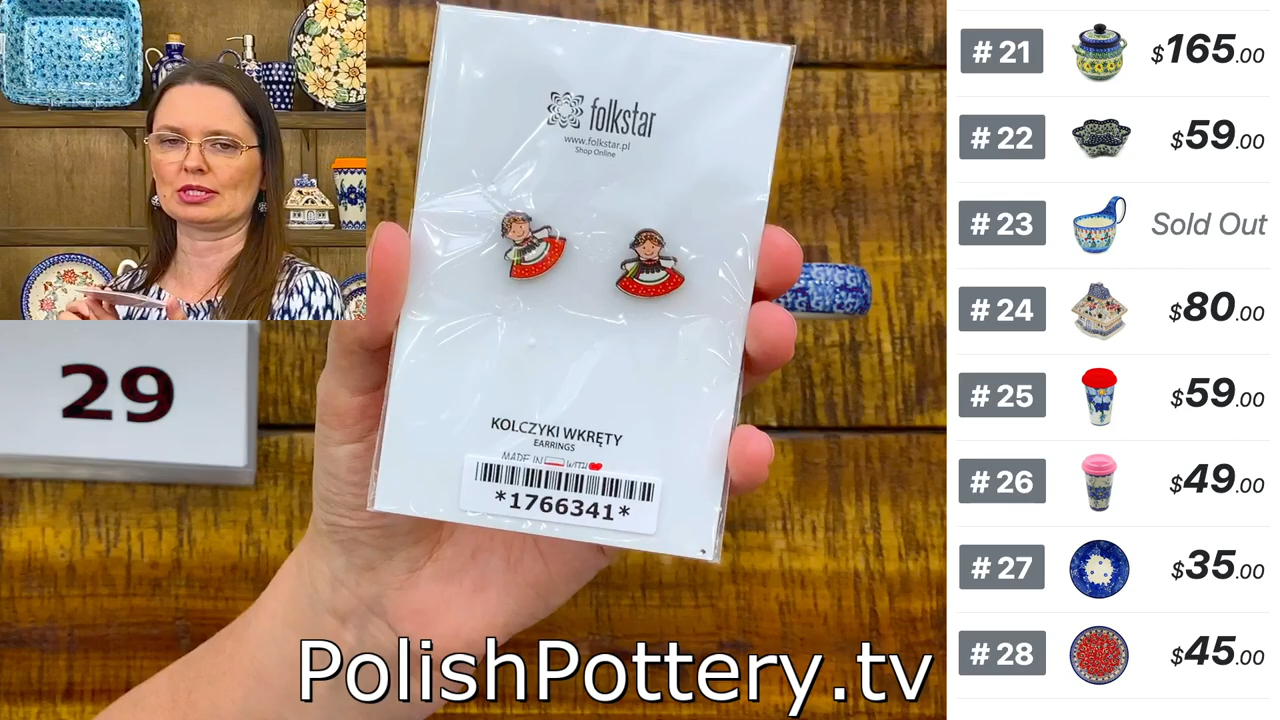 folkstar
www.folkstar.pl
Shop Online
29
KOLCZYKI WKRĘTY
EARRINGS
MADE IN WITH
*1766341*
PolishPottery.tv
# 21 $165.00
# 22 $59.00
# 23 Sold Out
# 24 $80.00
# 25 $59.00
# 26 $49.00
# 27 $35.00
# 28 $45.00